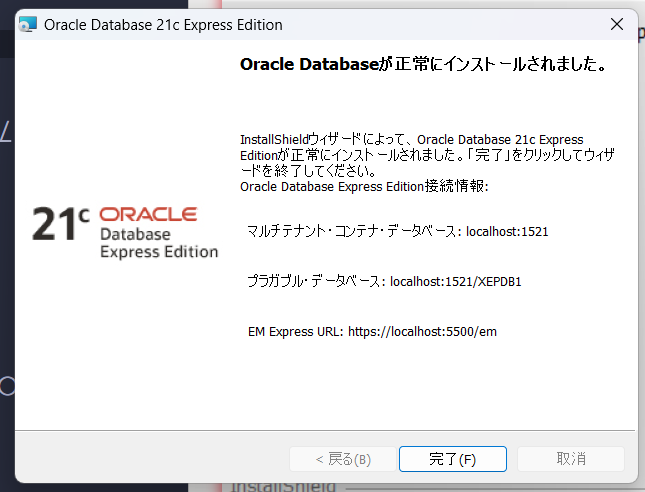 Oracle Database 21c Express Edition
Oracle Databaseが正常にインストールされました。
InstallShieldウィザードによって、Oracle Database 21c Express
Editionが正常にインストールされました。「完了」をクリックしてウィザ
ードを終了してください。
Oracle Database Express Edition接続情報:
21c ORACLE
Database
Express Edition
マルチテナント・コンテナ・データベース: localhost:1521
プラガブル・データベース: localhost:1521/XEPDB1
EM Express URL: https://localhost:5500/em
< 戻る(B)
完了(F)
取消
InstallShield